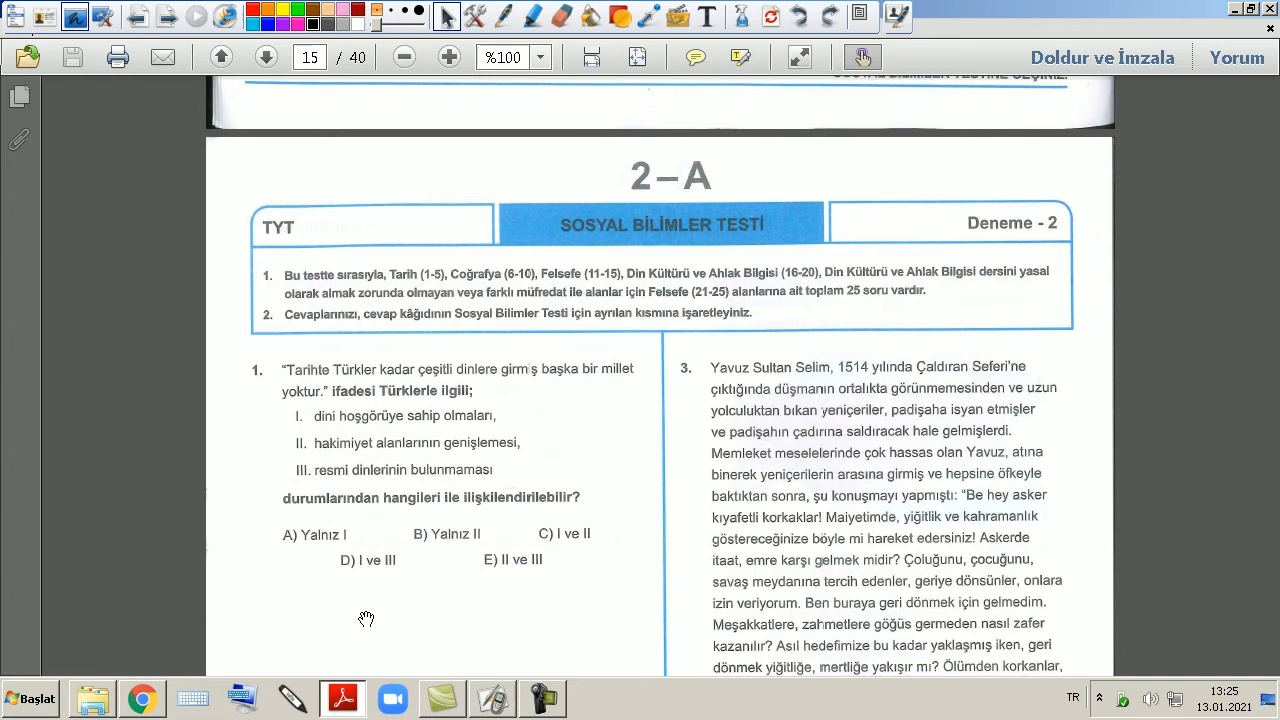 15 / 40
%100
Doldur ve İmzala
Yorum
SOSYAL BİLİMLER TESTİNE GEÇİNİZ.
2 – A
TYT
SOSYAL BİLİMLER TESTİ
Deneme - 2
1. Bu testte sırasıyla, Tarih (1-5), Coğrafya (6-10), Felsefe (11-15), Din Kültürü ve Ahlak Bilgisi (16-20), Din Kültürü ve Ahlak Bilgisi dersini yasal
olarak almak zorunda olmayan veya farklı müfredat ile alanlar için Felsefe (21-25) alanlarına ait toplam 25 soru vardır.
2. Cevaplarınızı, cevap kâğıdının Sosyal Bilimler Testi için ayrılan kısmına işaretleyiniz.
1. “Tarihte Türkler kadar çeşitli dinlere girmiş başka bir millet
yoktur.” ifadesi Türklerle ilgili;
I. dini hoşgörüye sahip olmaları,
II. hakimiyet alanlarının genişlemesi,
III. resmi dinlerinin bulunmaması
durumlarından hangileri ile ilişkilendirilebilir?
A) Yalnız I B) Yalnız II C) I ve II
D) I ve III E) II ve III
3. Yavuz Sultan Selim, 1514 yılında Çaldıran Seferi’ne
çıktığında düşmanın ortalıkta görünmemesinden ve uzun
yolculuktan bıkan yeniçeriler, padişaha isyan etmişler
ve padişahın çadırına saldıracak hale gelmişlerdi.
Memleket meselelerinde çok hassas olan Yavuz, atına
binerek yeniçerilerin arasına girmiş ve hepsine öfkeyle
baktıktan sonra, şu konuşmayı yapmıştı: “Be hey asker
kıyafetli korkaklar! Maiyetimde, yiğitlik ve kahramanlık
göstereceğinize böyle mi hareket edersiniz! Askerde
itaat, emre karşı gelmek midir? Çoluğunu, çocuğunu,
savaş meydanına tercih edenler, geriye dönsünler, onlara
izin veriyorum. Ben buraya geri dönmek için gelmedim.
Meşakkatlere, zahmetlere göğüs germeden nasıl zafer
kazanılır? Asıl hedefimize bu kadar yaklaşmış iken, geri
dönmek yiğitliğe, mertliğe yakışır mı? Ölümden korkanlar,
Başlat
TR
13:25
13.01.2021